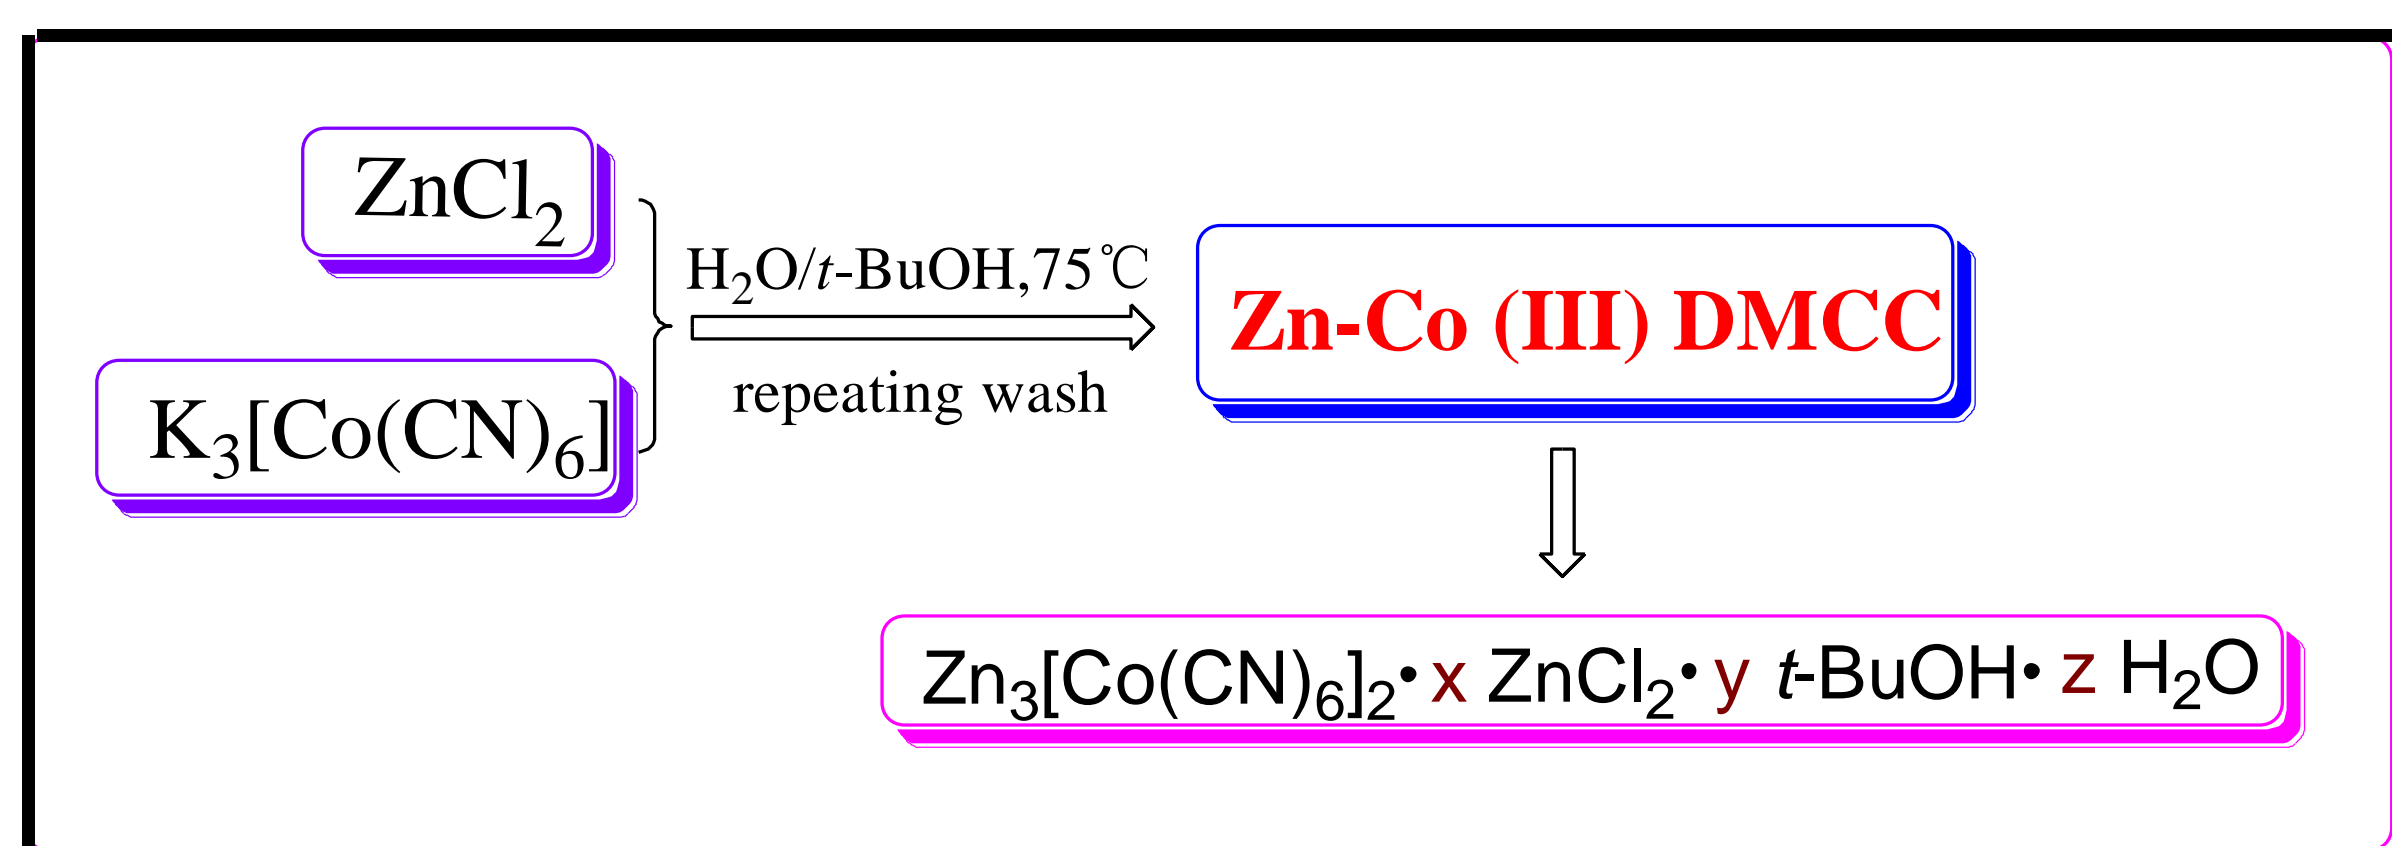 ZnCl₂
K₃[Co(CN)₆]
H₂O/t-BuOH,75℃
repeating wash
Zn-Co (III) DMCC
Zn₃[Co(CN)₆]₂• x ZnCl₂• y t-BuOH• z H₂O